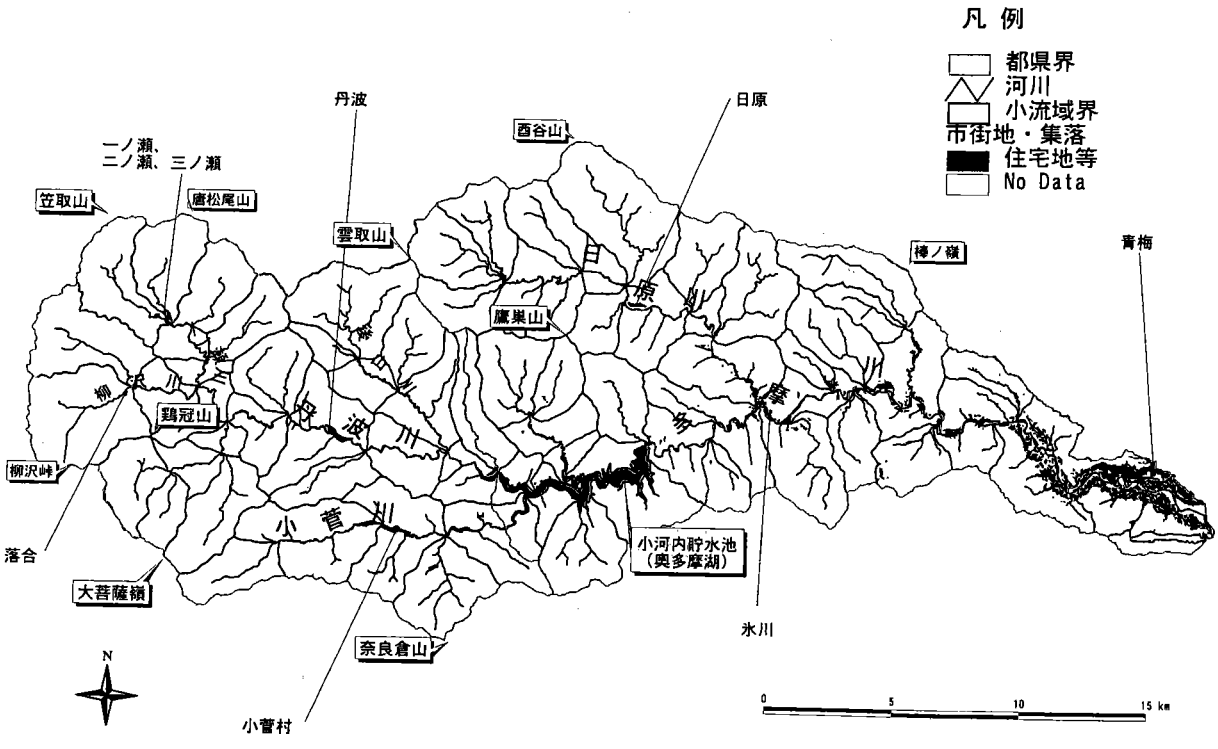 凡 例
都県界
河川
小流域界
市街地・集落
住宅地等
No Data
丹波
日原
酉谷山
一ノ瀬、
二ノ瀬、三ノ瀬
笠取山
唐松尾山
雲取山
棒ノ嶺
青梅
日原川
鷹巣山
後山川
柳沢川
鶏冠山
丹波川
多摩川
柳沢峠
小菅川
落合
小河内貯水池
(奥多摩湖)
大菩薩嶺
氷川
奈良倉山
N
小菅村
0 5 10 15 km